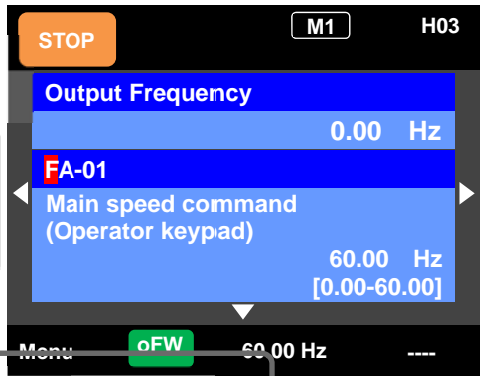 STOP M1 H03
Output Frequency
0.00 Hz
FA-01
Main speed command
(Operator keypad)
60.00 Hz
[0.00-60.00]
Menu oFW 60.00 Hz ----